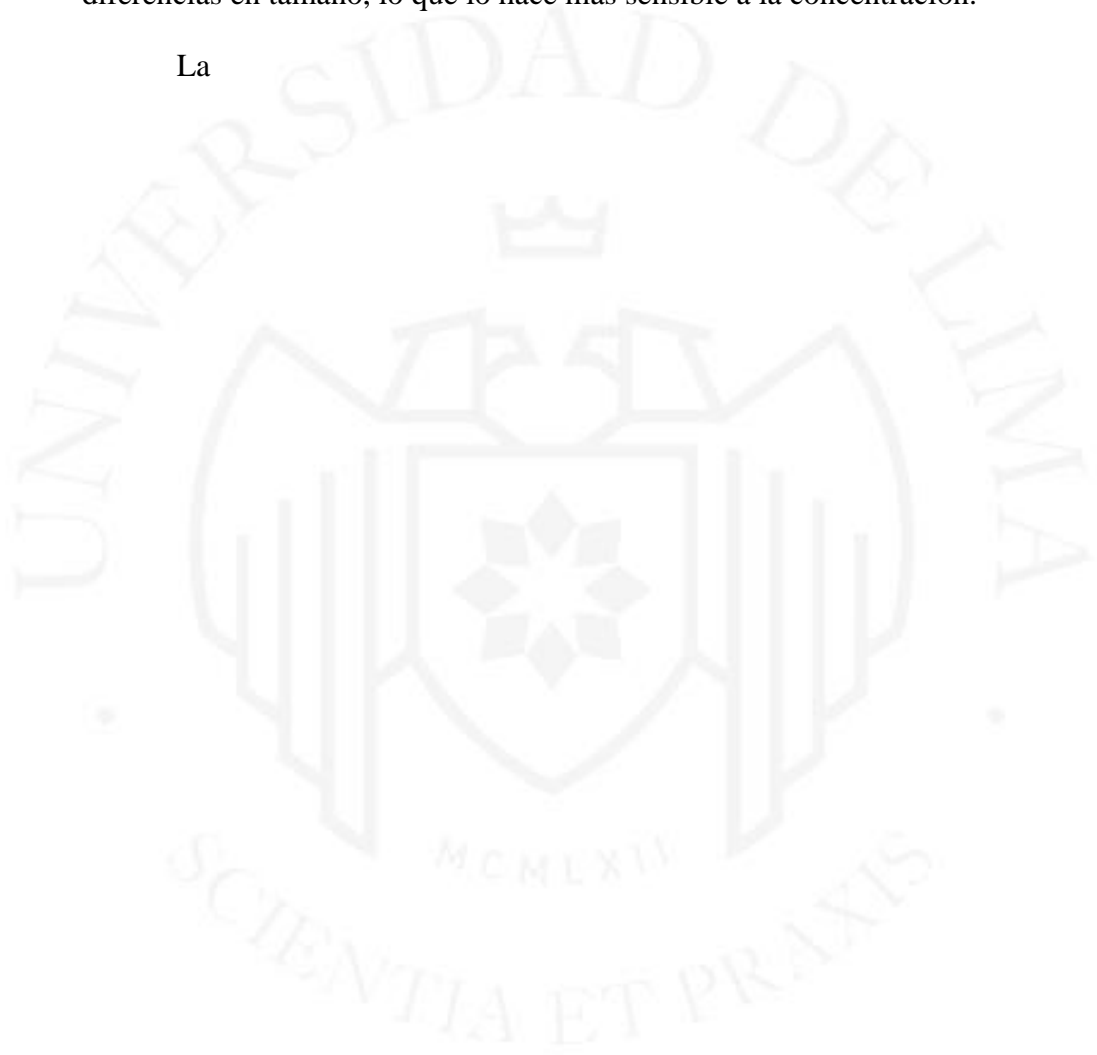 diferencias en tamaño, lo que lo hace más sensible a la concentración.
La
UNIVERSIDAD DE LIMA
MCMLXII
SCIENTIA ET PRAXIS